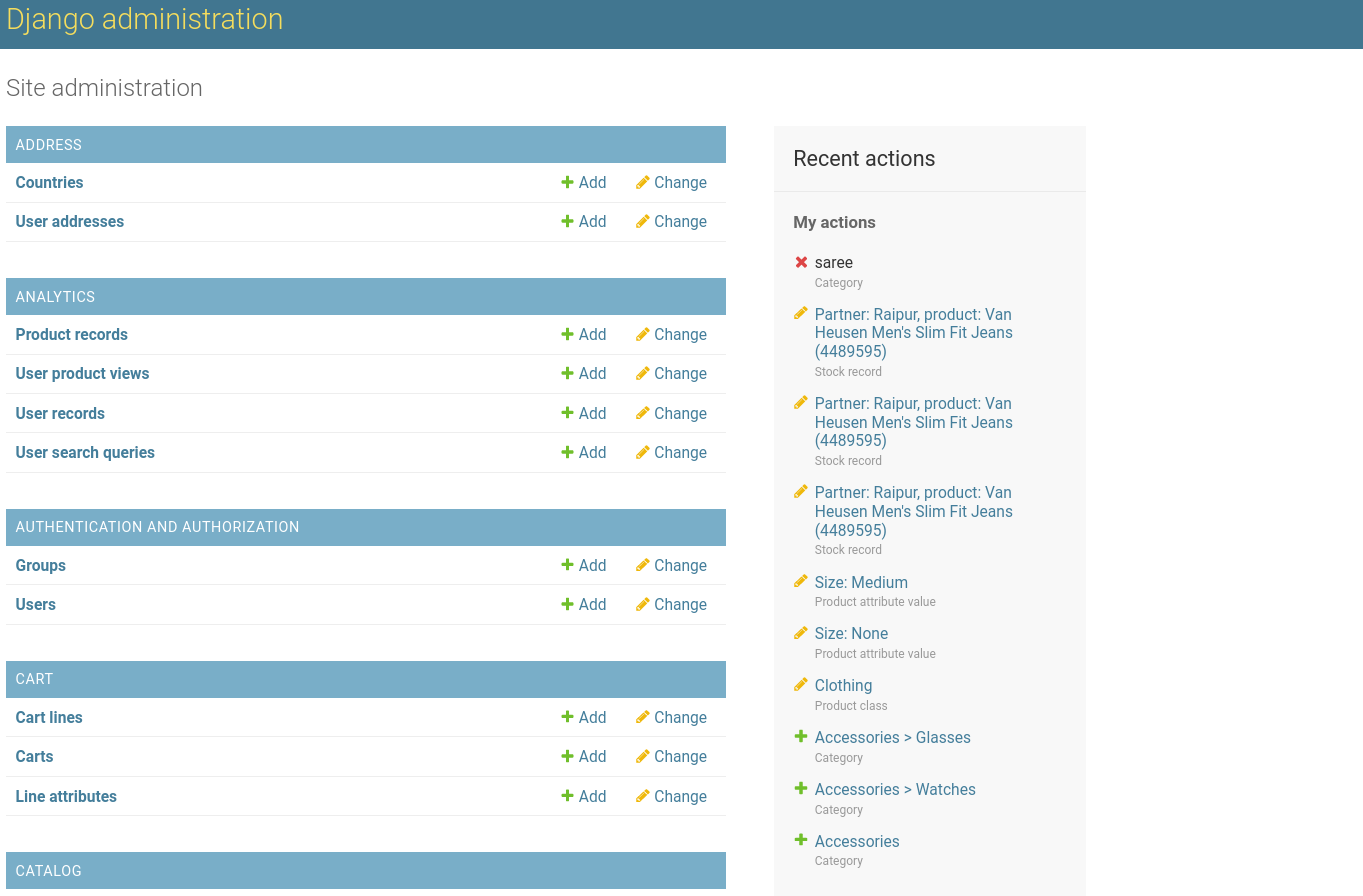 Django administration
Site administration
ADDRESS
Countries Add Change
User addresses Add Change
ANALYTICS
Product records Add Change
User product views Add Change
User records Add Change
User search queries Add Change
AUTHENTICATION AND AUTHORIZATION
Groups Add Change
Users Add Change
CART
Cart lines Add Change
Carts Add Change
Line attributes Add Change
CATALOG
Recent actions
My actions
saree
Category
Partner: Raipur, product: Van
Heusen Men's Slim Fit Jeans
(4489595)
Stock record
Partner: Raipur, product: Van
Heusen Men's Slim Fit Jeans
(4489595)
Stock record
Partner: Raipur, product: Van
Heusen Men's Slim Fit Jeans
(4489595)
Stock record
Size: Medium
Product attribute value
Size: None
Product attribute value
Clothing
Product class
Accessories > Glasses
Category
Accessories > Watches
Category
Accessories
Category